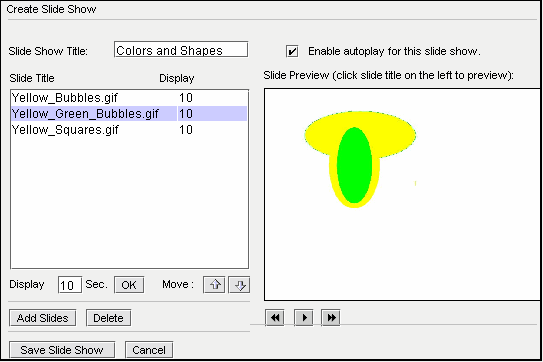 Create Slide Show
Slide Show Title: Colors and Shapes
Enable autoplay for this slide show.
Slide Title Display
Slide Preview (click slide title on the left to preview):
Yellow_Bubbles.gif 10
Yellow_Green_Bubbles.gif 10
Yellow_Squares.gif 10
Display 10 Sec. OK Move :
Add Slides Delete
Save Slide Show Cancel